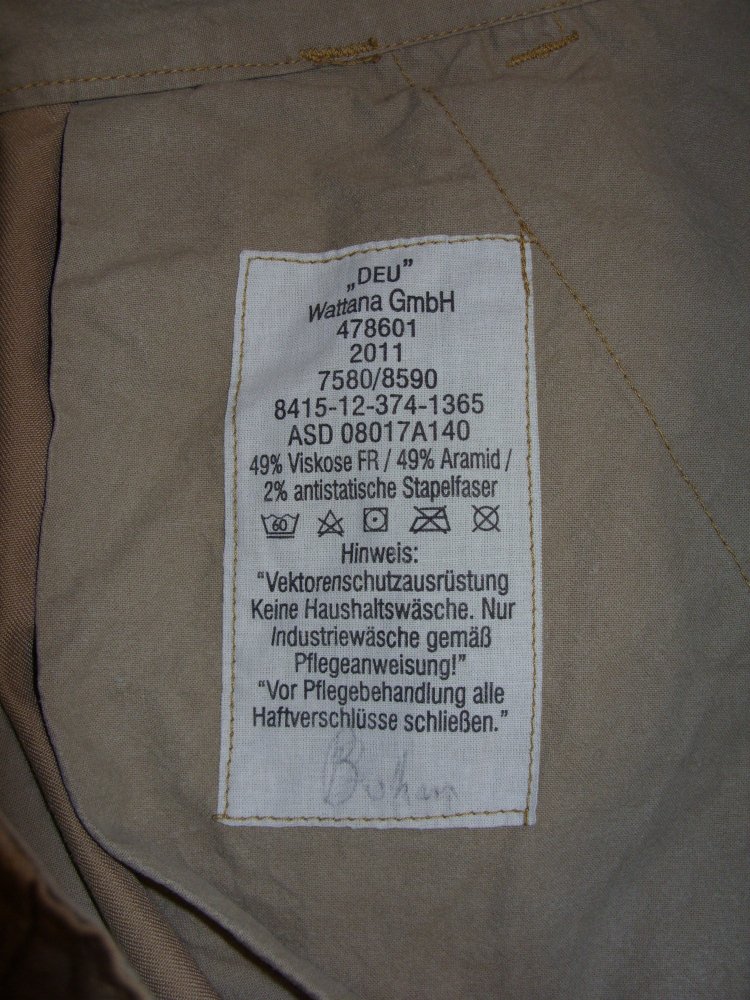 „DEU”
Wattana GmbH
478601
2011
7580/8590
8415-12-374-1365
ASD 08017A140
49% Viskose FR / 49% Aramid /
2% antistatische Stapelfaser
60
Hinweis:
“Vektorenschutzausrüstung
Keine Haushaltswäsche. Nur
Industriewäsche gemäß
Pflegeanweisung!”
“Vor Pflegebehandlung alle
Haftverschlüsse schließen.”